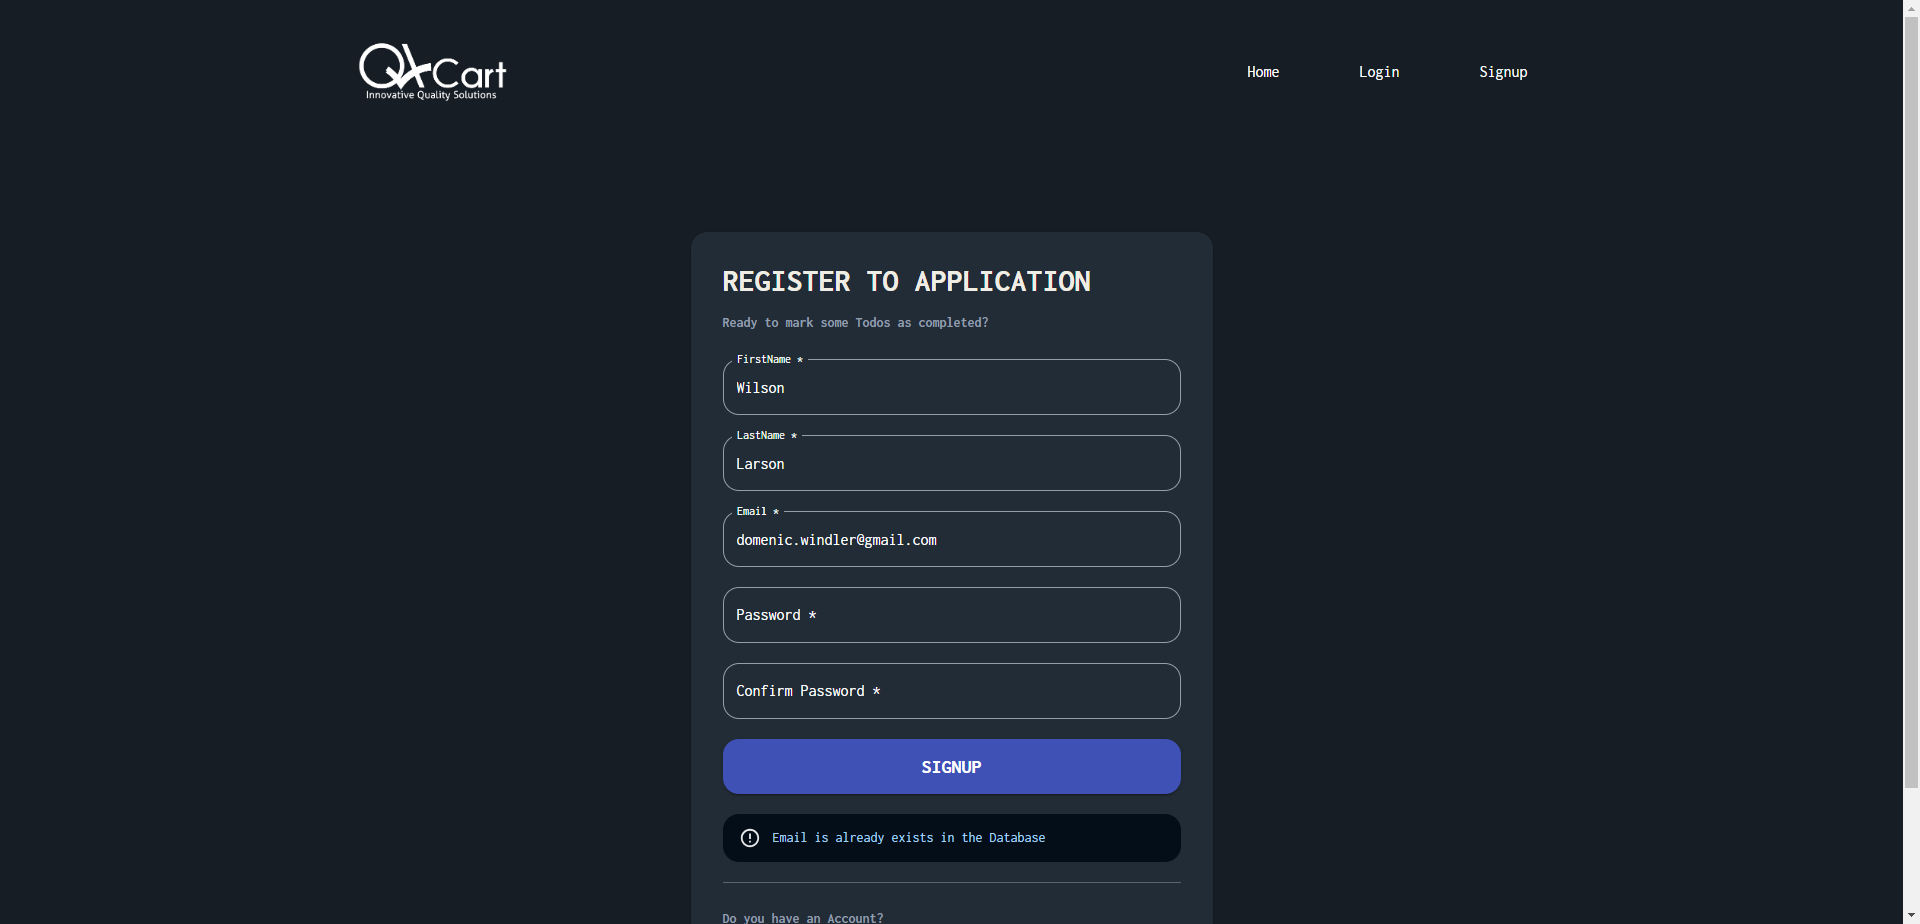 QACart
Innovative Quality Solutions
Home
Login
Signup
REGISTER TO APPLICATION
Ready to mark some Todos as completed?
FirstName *
Wilson
LastName *
Larson
Email *
domenic.windler@gmail.com
Password *
Confirm Password *
SIGNUP
Email is already exists in the Database
Do you have an Account?